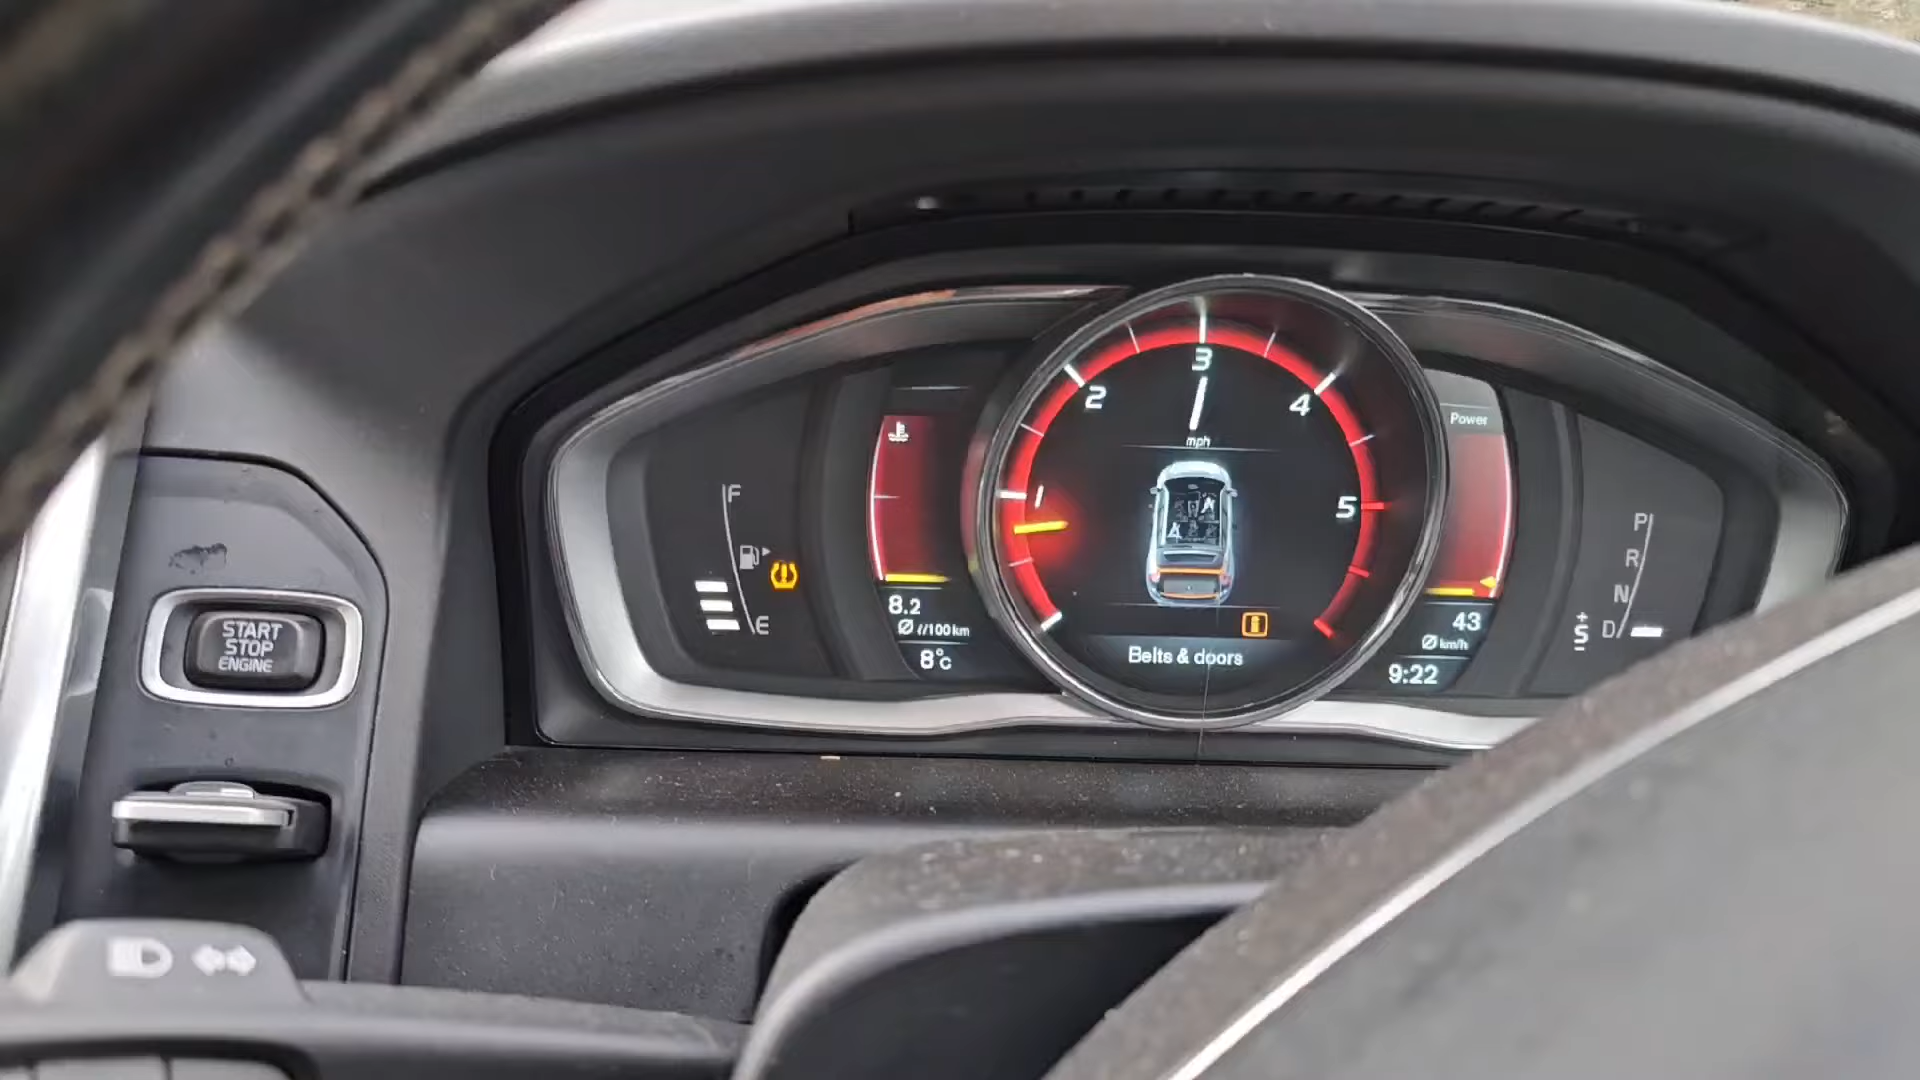 START
STOP
ENGINE
F
E
8.2
Ø l/100km
8°c
1
2
3
4
5
mph
Belts & doors
Power
43
Ø km/h
9:22
P
R
N
D
+
S
-